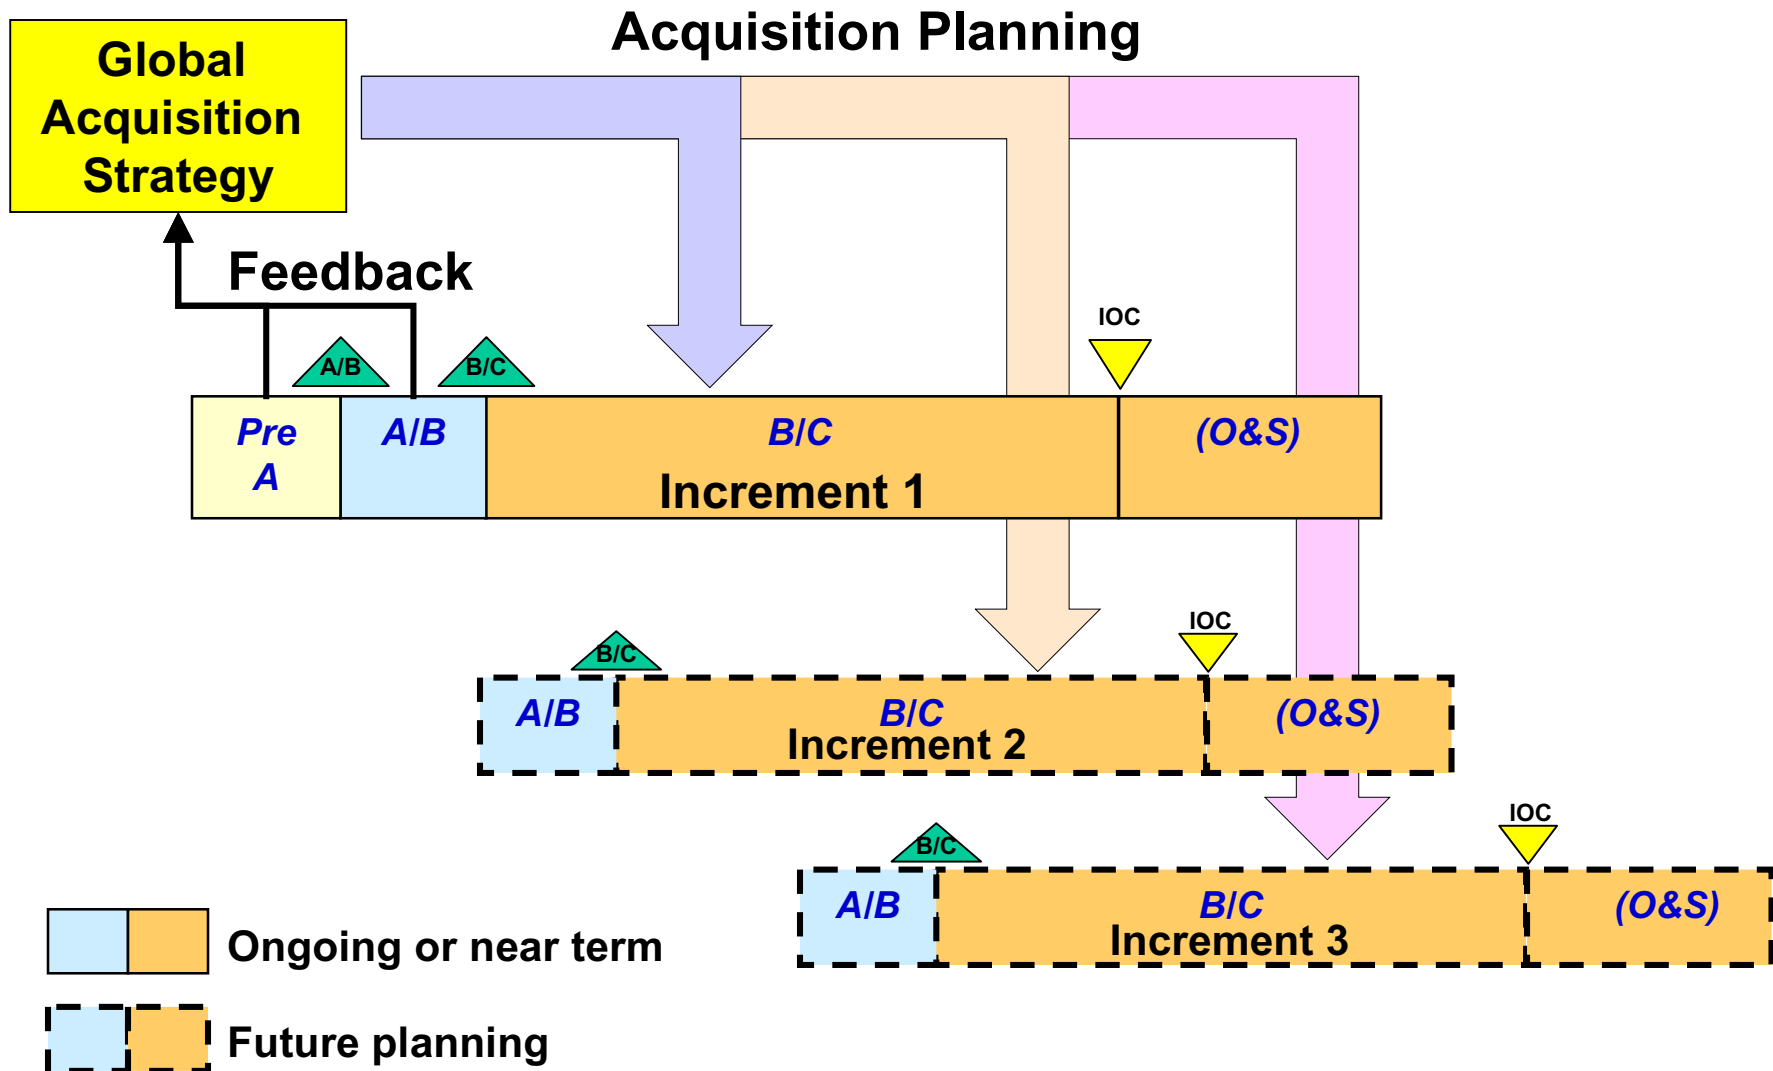 Acquisition Planning
Global
Acquisition
Strategy
Feedback
IOC
A/B
B/C
Pre
A
A/B
B/C
(O&S)
Increment 1
IOC
B/C
A/B
B/C
(O&S)
Increment 2
IOC
B/C
A/B
B/C
(O&S)
Increment 3
Ongoing or near term
Future planning